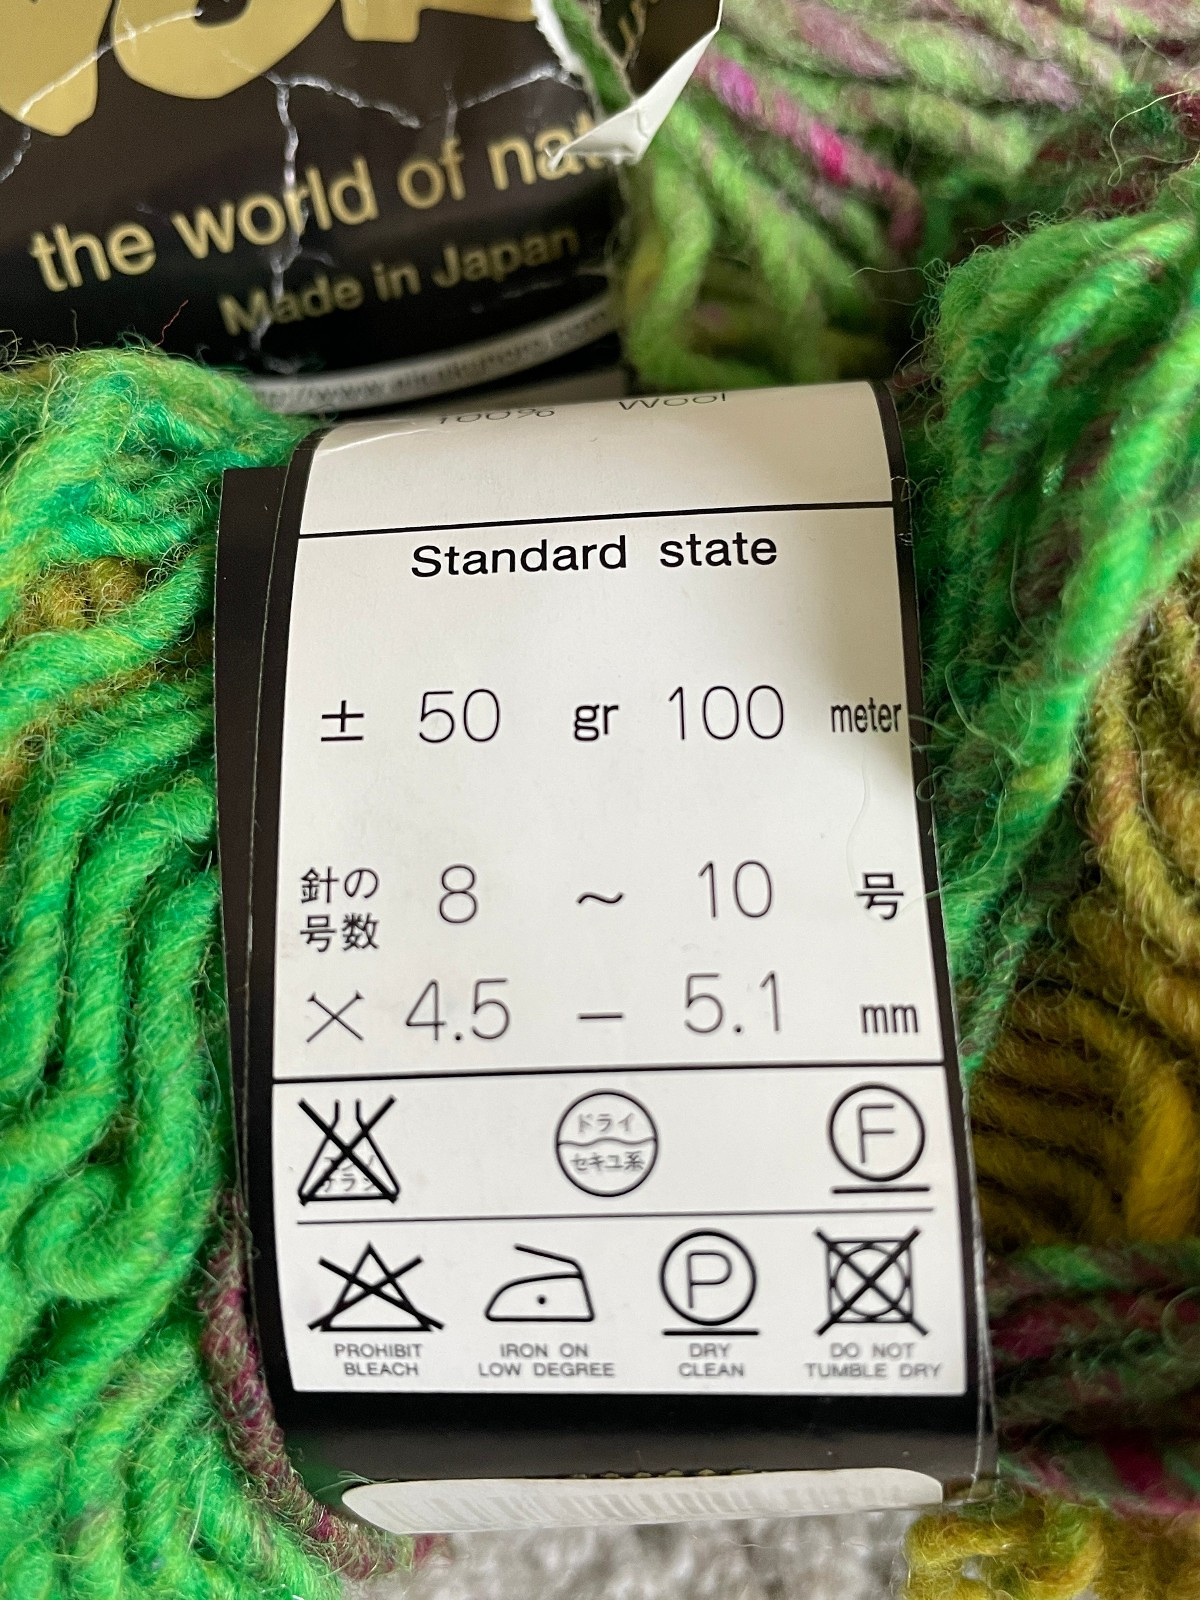 the world of nat
Made in Japan
100% Wool
Standard state
± 50 gr 100 meter
針の号数 8 ~ 10 号
4.5 - 5.1 mm
ドライ
セキユ系
F
P
PROHIBIT BLEACH
IRON ON LOW DEGREE
DRY CLEAN
DO NOT TUMBLE DRY